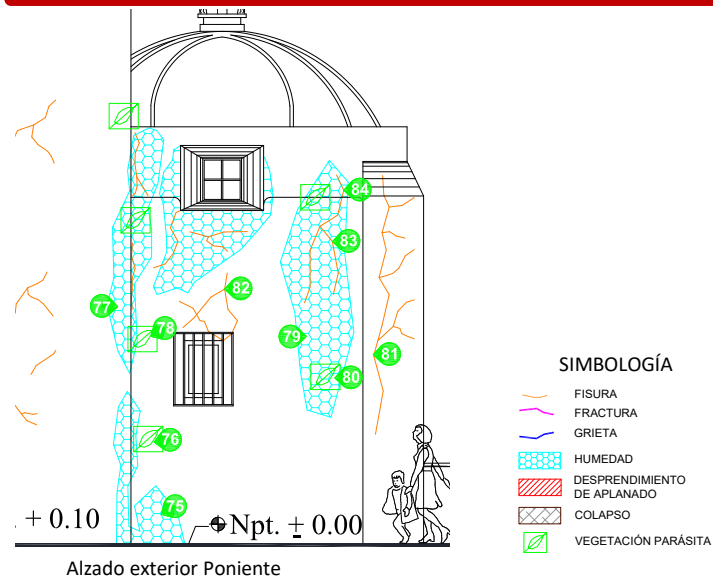 84
83
82
77
78
79
81
80
76
75
. + 0.10
Npt. ± 0.00
Alzado exterior Poniente
SIMBOLOGÍA
FISURA
FRACTURA
GRIETA
HUMEDAD
DESPRENDIMIENTO
DE APLANADO
COLAPSO
VEGETACIÓN PARÁSITA